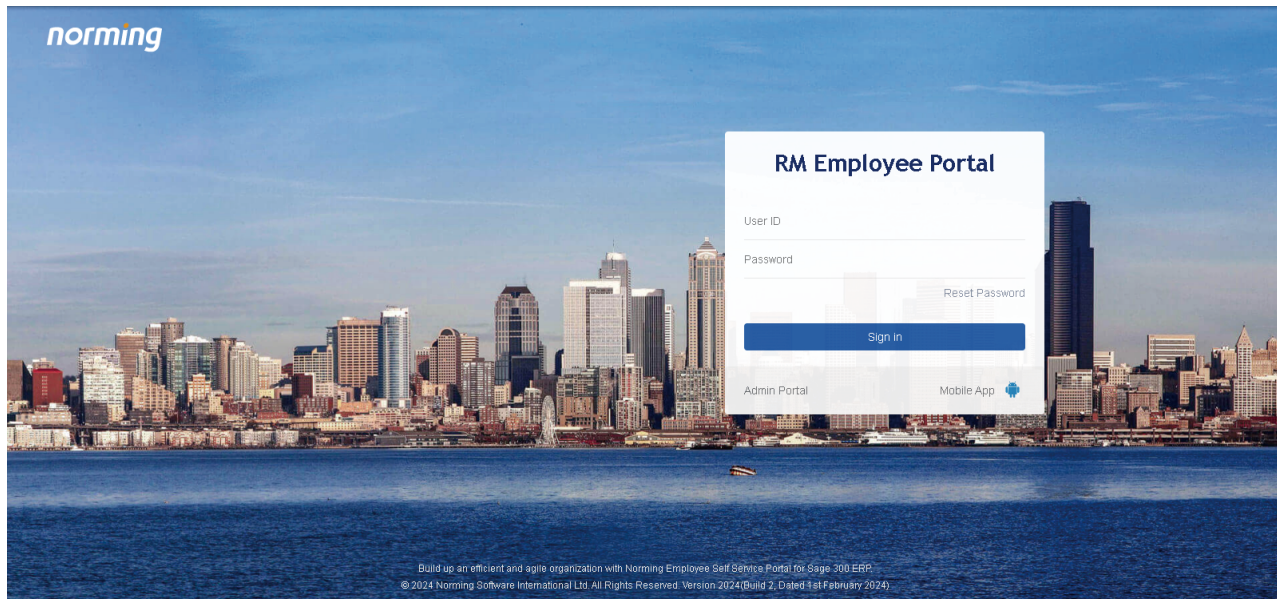 norming
RM Employee Portal
User ID
Password
Reset Password
Sign in
Admin Portal
Mobile App
Build up an efficient and agile organization with Norming Employee Self Service Portal for Sage 300 ERP.
© 2024 Norming Software International Ltd. All Rights Reserved. Version 2024(Build 2, Dated 1st February 2024)